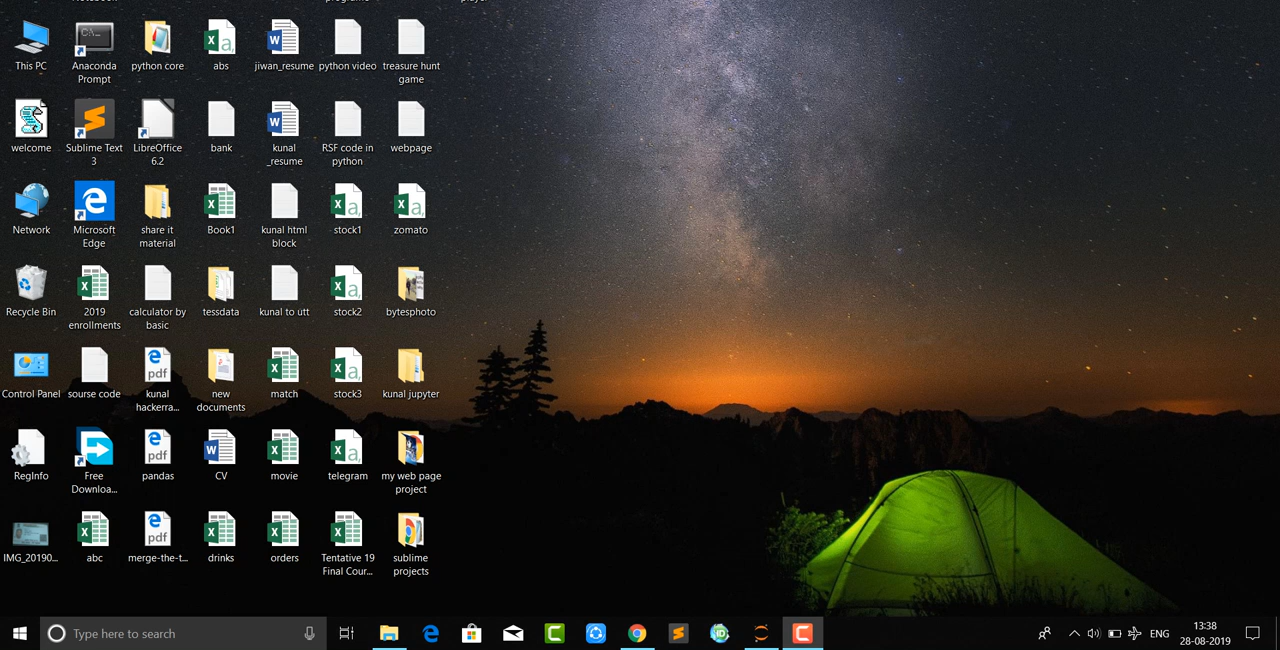 This PC
Anaconda
Prompt
python core
abs
jiwan_resume
python video
treasure hunt
game
welcome
Sublime Text
3
LibreOffice
6.2
bank
kunal
_resume
RSF code in
python
webpage
Network
Microsoft
Edge
share it
material
Book1
kunal html
block
stock1
zomato
Recycle Bin
2019
enrollments
calculator by
basic
tessdata
kunal to utt
stock2
bytesphoto
Control Panel
sourse code
kunal
hackerra...
new
documents
match
stock3
kunal jupyter
RegInfo
Free
Downloa...
pandas
CV
movie
telegram
my web page
project
IMG_20190...
abc
merge-the-t...
drinks
orders
Tentative 19
Final Cour...
sublime
projects
Type here to search
ENG
13:38
28-08-2019